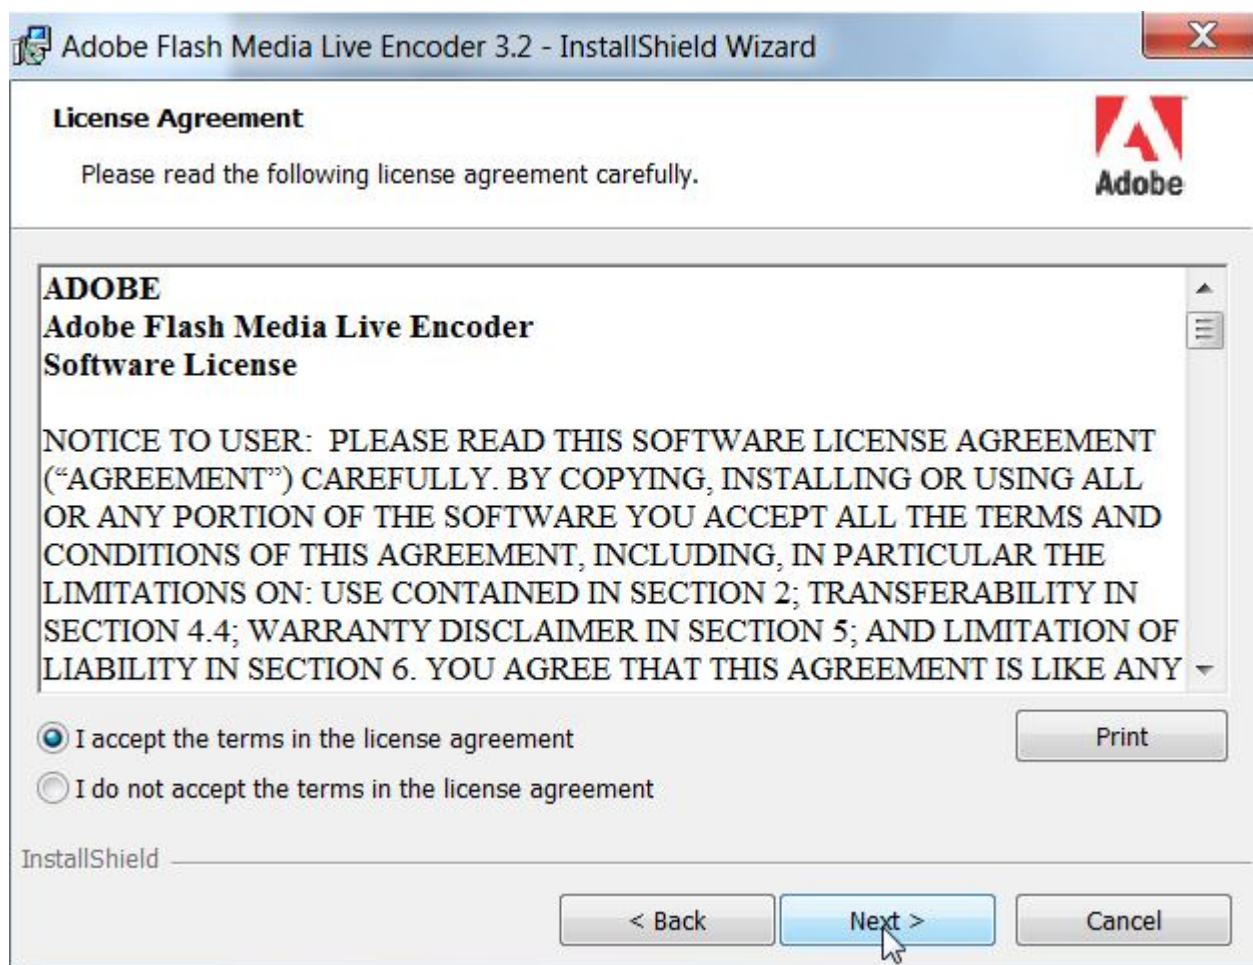 Adobe Flash Media Live Encoder 3.2 - InstallShield Wizard
X
License Agreement
Please read the following license agreement carefully.
Adobe
ADOBE
Adobe Flash Media Live Encoder
Software License
NOTICE TO USER:  PLEASE READ THIS SOFTWARE LICENSE AGREEMENT
(“AGREEMENT”) CAREFULLY. BY COPYING, INSTALLING OR USING ALL
OR ANY PORTION OF THE SOFTWARE YOU ACCEPT ALL THE TERMS AND
CONDITIONS OF THIS AGREEMENT, INCLUDING, IN PARTICULAR THE
LIMITATIONS ON: USE CONTAINED IN SECTION 2; TRANSFERABILITY IN
SECTION 4.4; WARRANTY DISCLAIMER IN SECTION 5; AND LIMITATION OF
LIABILITY IN SECTION 6. YOU AGREE THAT THIS AGREEMENT IS LIKE ANY
I accept the terms in the license agreement
Print
I do not accept the terms in the license agreement
InstallShield
< Back
Next >
Cancel